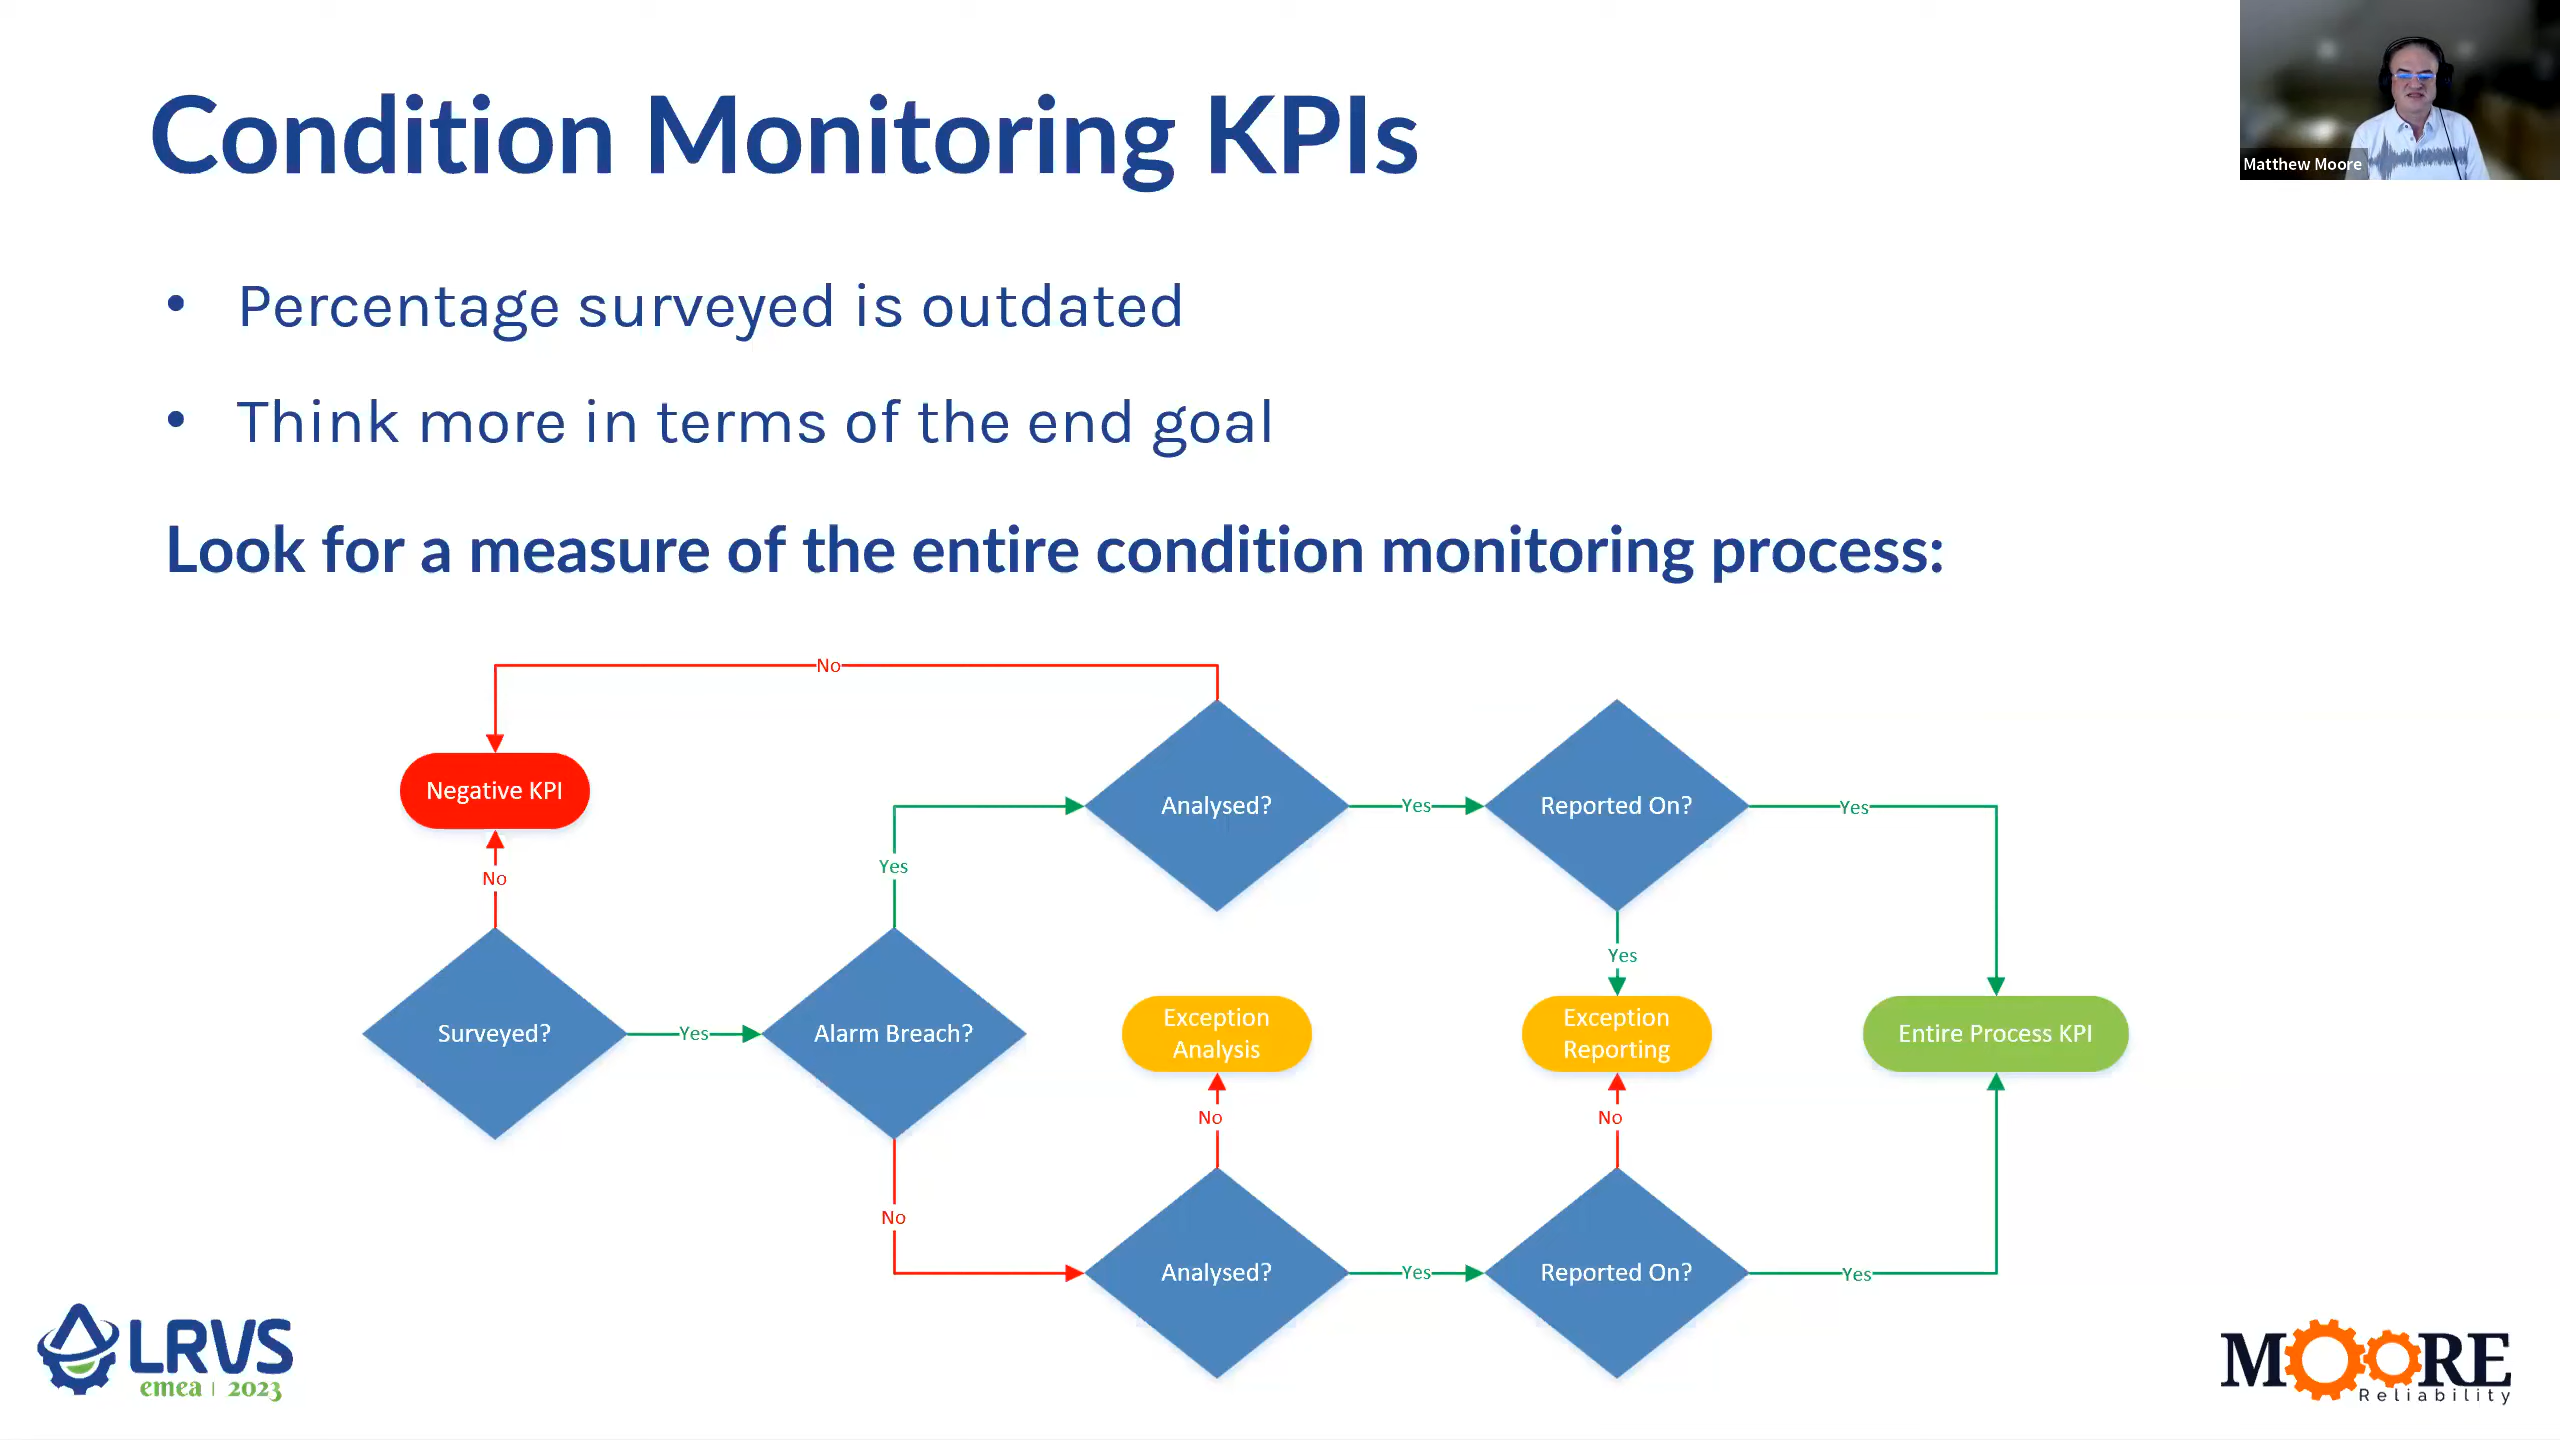 Condition Monitoring KPIs
Matthew Moore
• Percentage surveyed is outdated
• Think more in terms of the end goal
Look for a measure of the entire condition monitoring process:
No
Negative KPI
Analysed?
Yes
Reported On?
Yes
Yes
No
Yes
Surveyed?
Yes
Alarm Breach?
Exception
Analysis
Exception
Reporting
Entire Process KPI
No
No
No
Analysed?
Yes
Reported On?
Yes
LRVS
emea | 2023
MOORE
Reliability